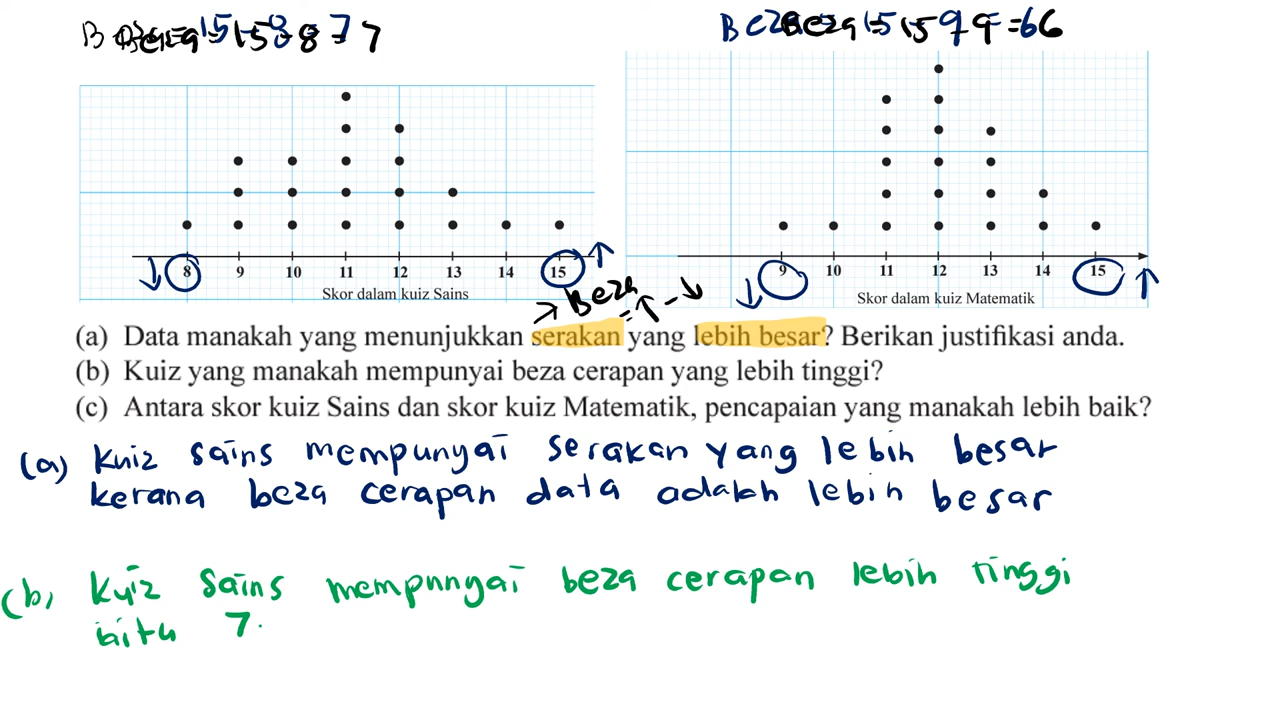 Beza = 15 - 8 = 7
Beza = 15 - 9 = 6
8 9 10 11 12 13 14 15
Skor dalam kuiz Sains
9 10 11 12 13 14 15
Skor dalam kuiz Matematik
→ Beza
= ↑ - ↓
(a) Data manakah yang menunjukkan serakan yang lebih besar? Berikan justifikasi anda.
(b) Kuiz yang manakah mempunyai beza cerapan yang lebih tinggi?
(c) Antara skor kuiz Sains dan skor kuiz Matematik, pencapaian yang manakah lebih baik?
(a) Kuiz sains mempunyai serakan yang lebih besar
kerana beza cerapan data adalah lebih besar
(b) Kuiz Sains mempunyai beza cerapan lebih tinggi
iaitu 7.